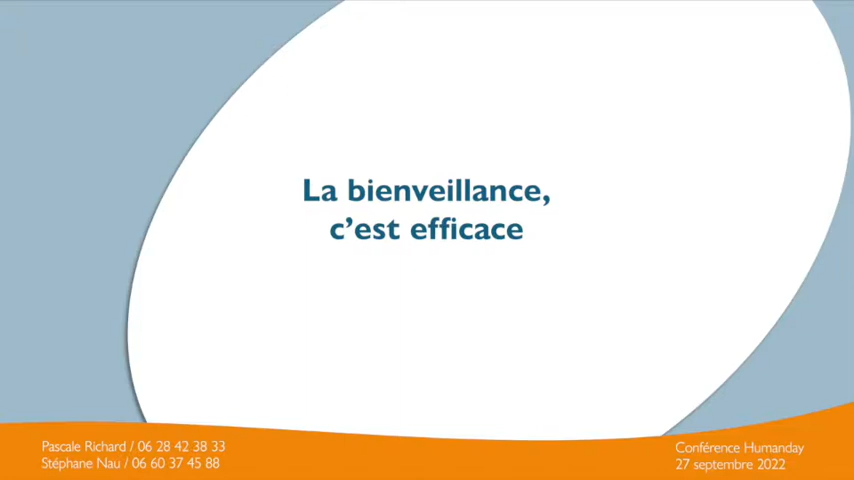 La bienveillance,
c’est efficace
Pascale Richard / 06 28 42 38 33
Stéphane Nau / 06 60 37 45 88
Conférence Humanday
27 septembre 2022